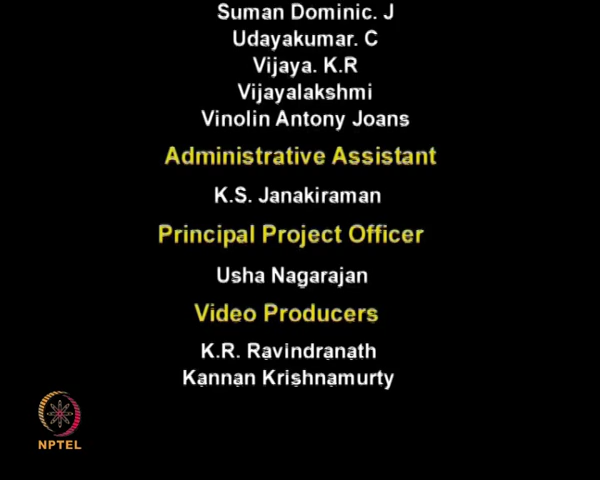 Suman Dominic. J
Udayakumar. C
Vijaya. K.R
Vijayalakshmi
Vinolin Antony Joans
Administrative Assistant
K.S. Janakiraman
Principal Project Officer
Usha Nagarajan
Video Producers
K.R. Ravindranath
Kannan Krishnamurty
NPTEL